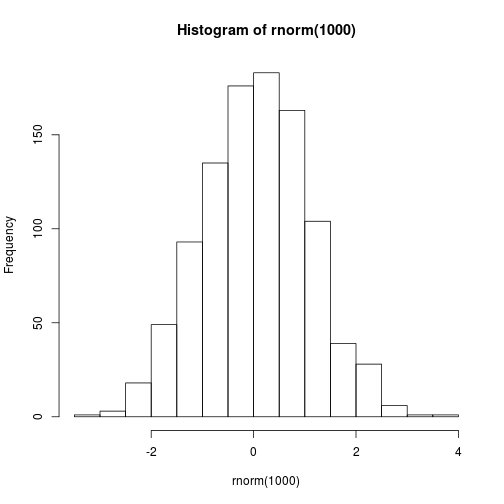 Histogram of rnorm(1000)
Frequency
150
100
50
0
-2 0 2 4
rnorm(1000)